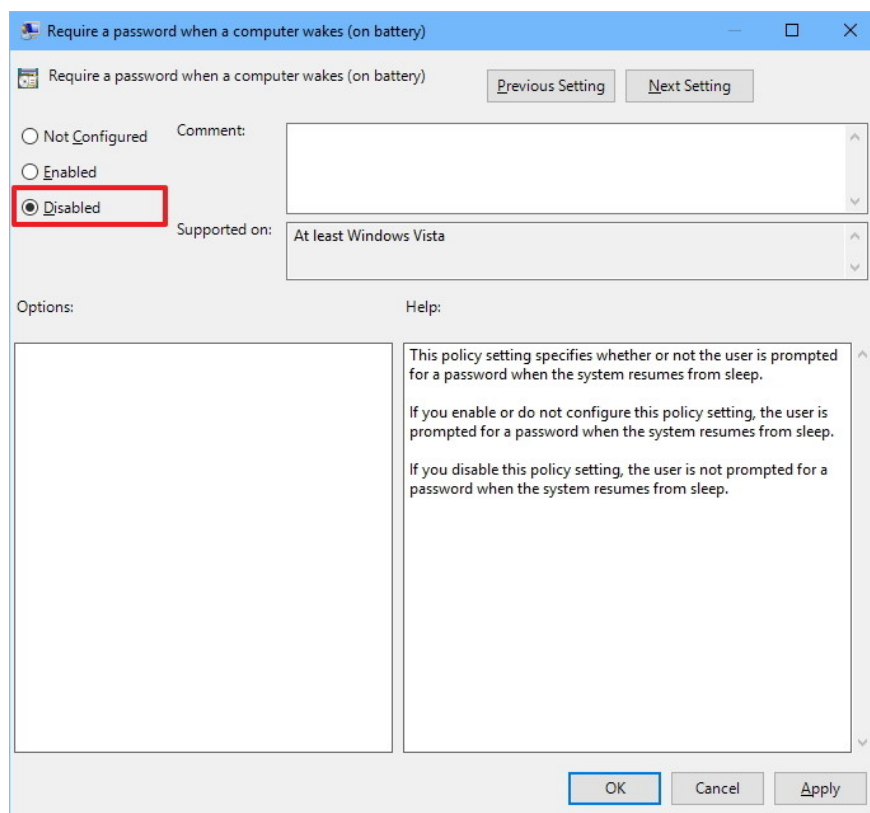 Require a password when a computer wakes (on battery)
Require a password when a computer wakes (on battery)
Previous Setting
Next Setting
Not Configured
Comment:
Enabled
Disabled
Supported on:
At least Windows Vista
Options:
Help:
This policy setting specifies whether or not the user is prompted
for a password when the system resumes from sleep.
If you enable or do not configure this policy setting, the user is
prompted for a password when the system resumes from sleep.
If you disable this policy setting, the user is not prompted for a
password when the system resumes from sleep.
OK
Cancel
Apply